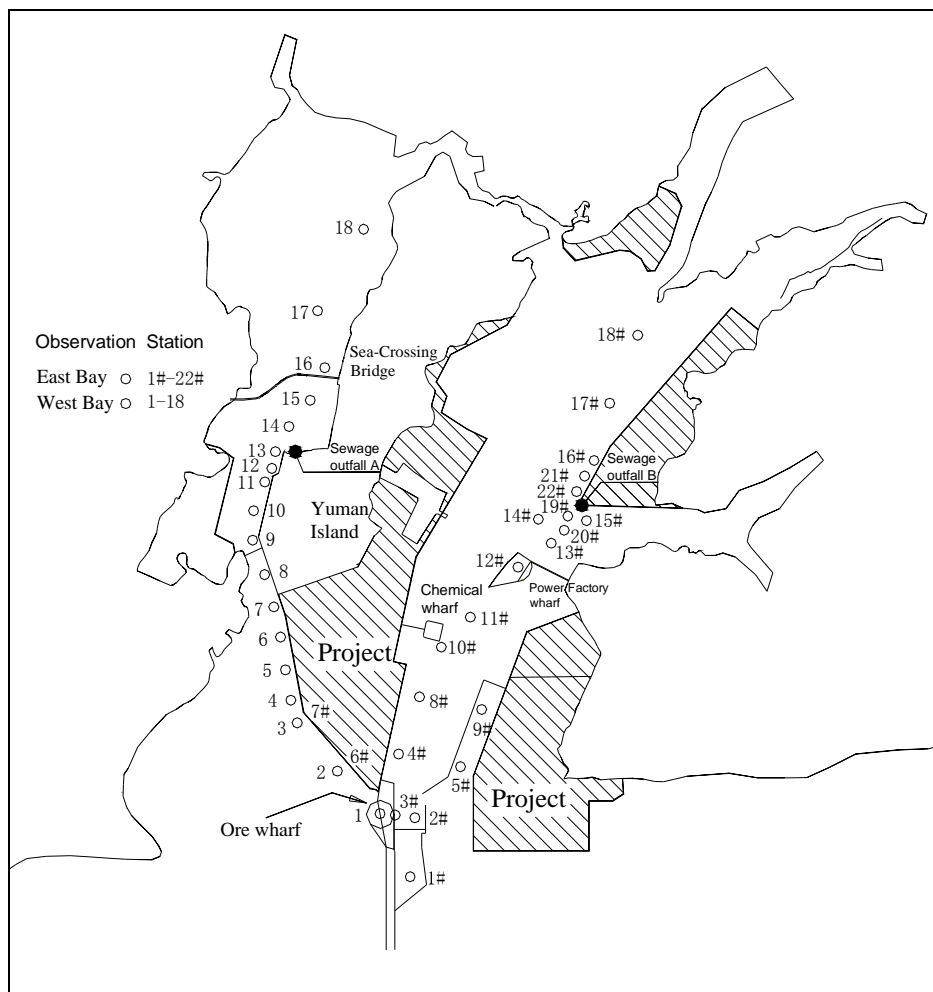 18
17
18#
Observation Station
East Bay 1#-22#
West Bay 1-18
16
Sea-Crossing
Bridge
15
17#
14
13
Sewage
outfall A
12
11
16#
Sewage
outfall B
21#
22#
19#
14#
15#
20#
13#
10
Yuman
Island
9
12#
8
Power Factory
wharf
Chemical
wharf
7
11#
6
Project
10#
5
4
8#
7#
9#
3
6#
4#
2
5#
Project
1
3#
2#
Ore wharf
1#